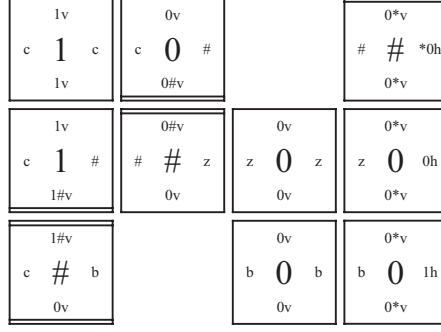 1v 0v 0*v
c 1 c c 0 # # # *0h
1v 0#v 0*v
1v 0#v 0v 0*v
c 1 # # # z z 0 z z 0 0h
1#v 0v 0v 0*v
1#v 0v 0*v
c # b b 0 b b 0 1h
0v 0v 0*v